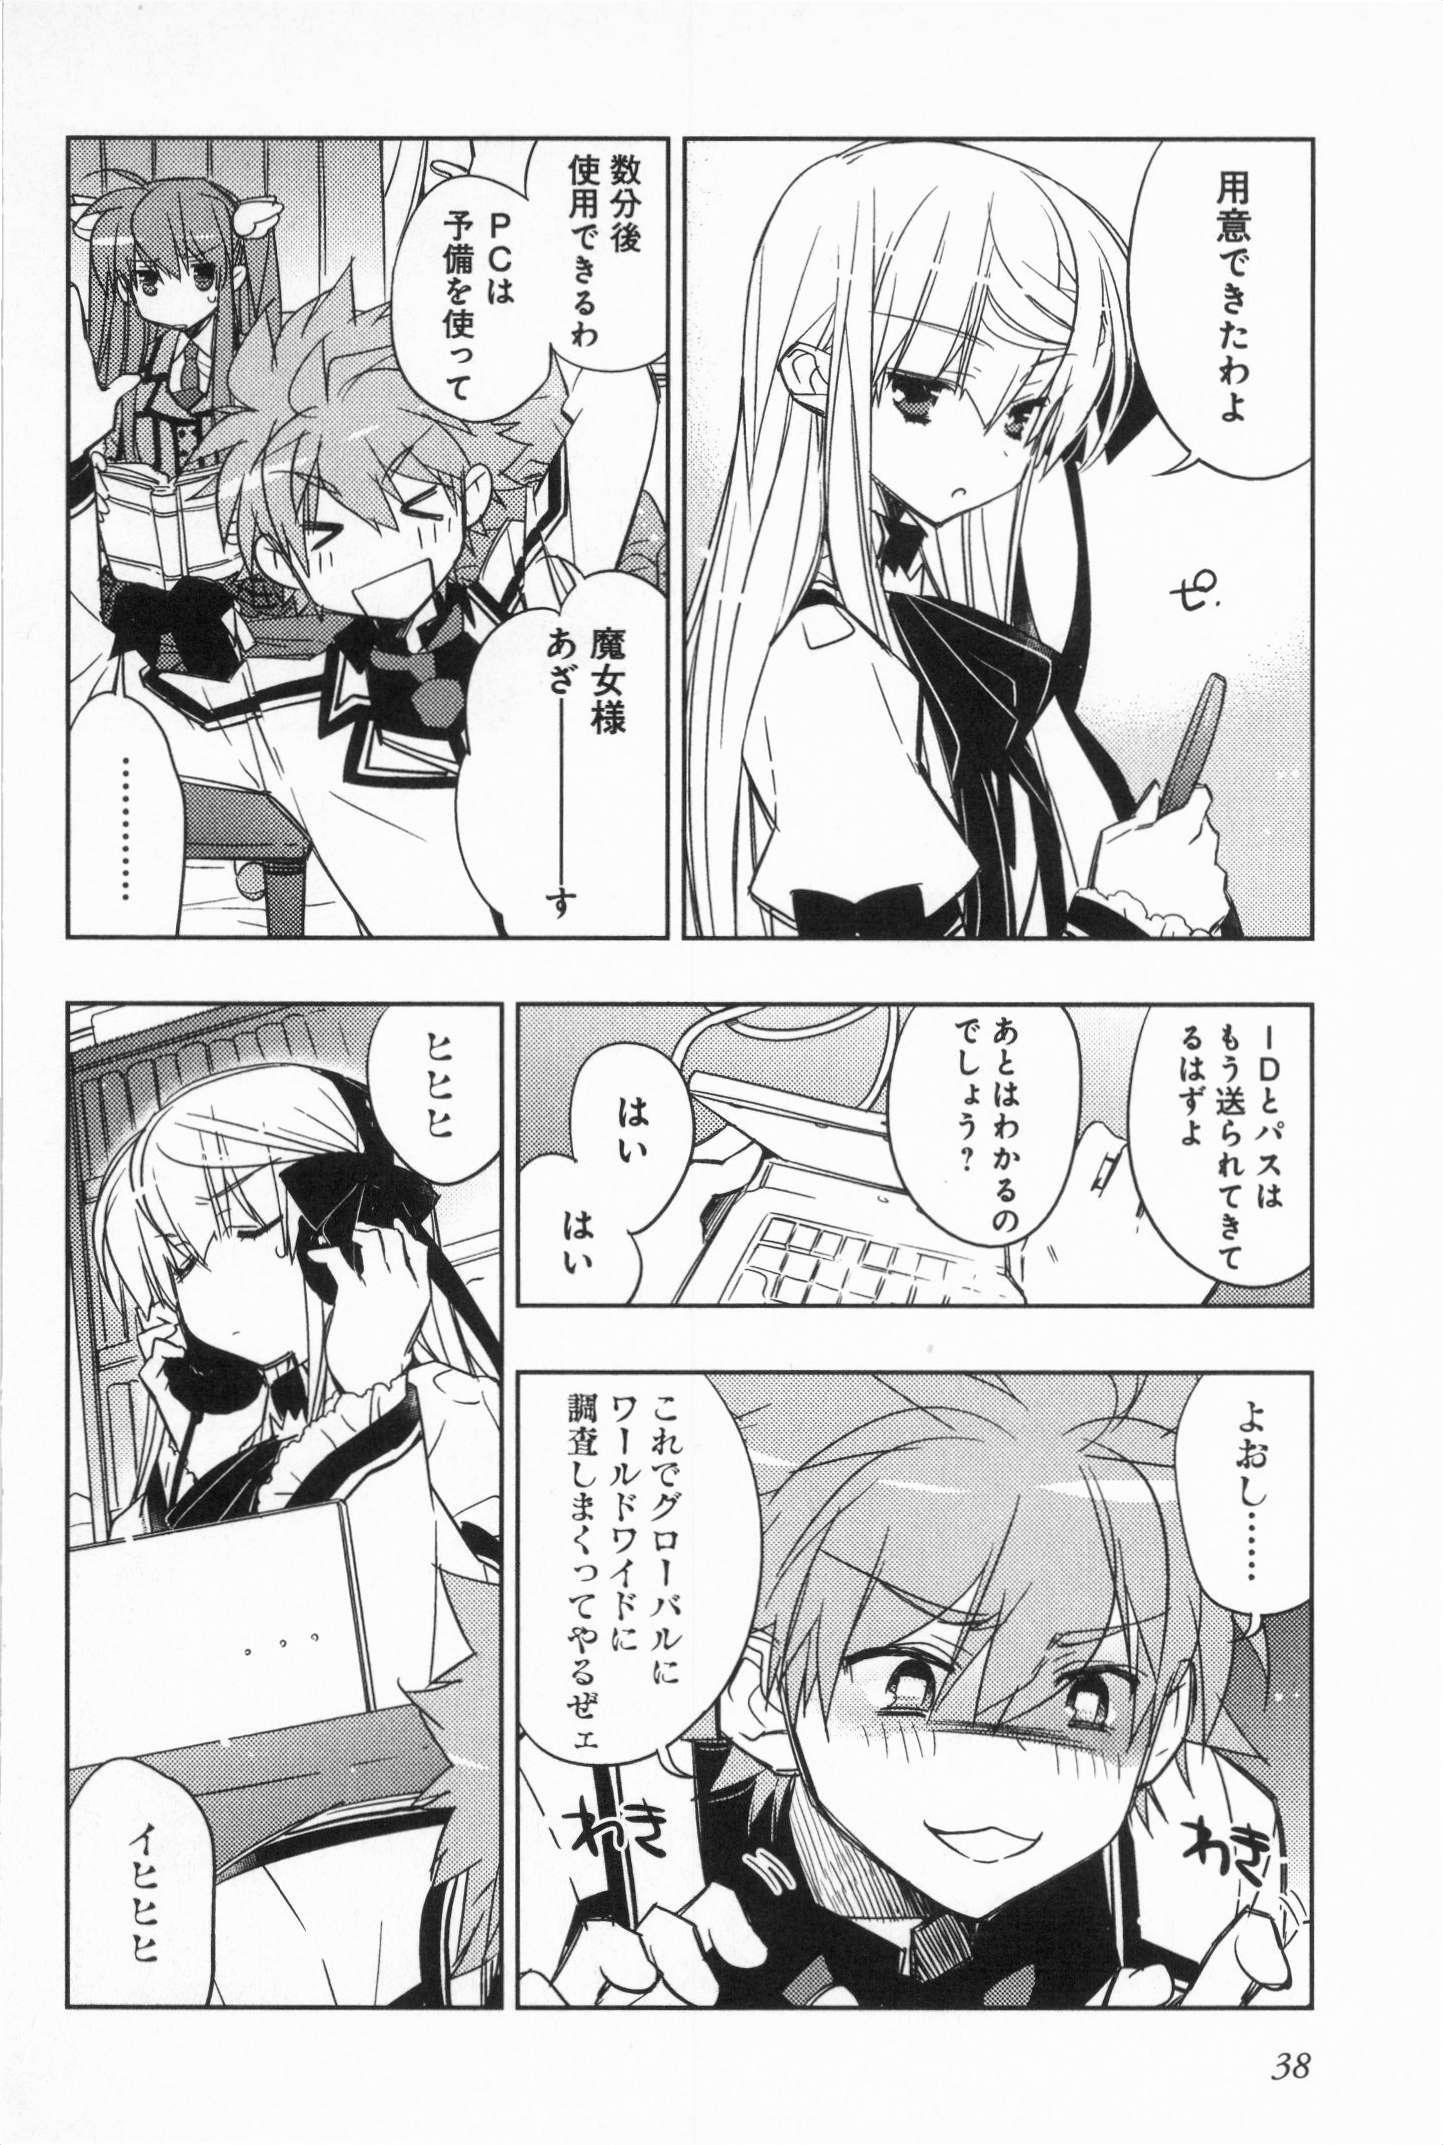 用意できたわよ
ピ.
数分後
使用できるわ
PCは
予備を使って
魔女様
あざ────す
…………
IDとパスは
もう送られてきて
るはずよ
あとはわかるの
でしょう?
はい
はい
よおし……
これでグローバルに
ワールドワイドに
調査しまくってやるぜェ
わき
わき
ヒヒヒ
イヒヒヒ
38